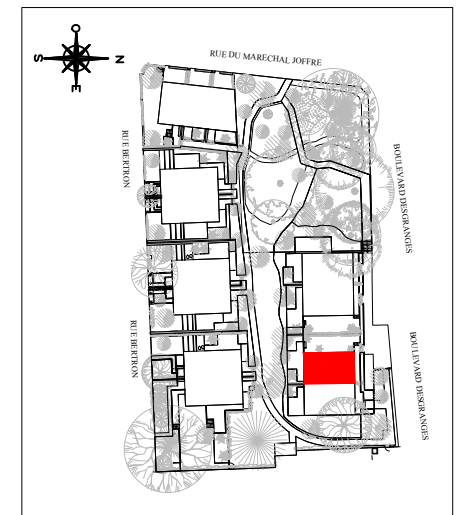 O
S
N
E
RUE DU MARECHAL JOFFRE
RUE BERTRON
BOULEVARD DESGRANGES
RUE BERTRON
BOULEVARD DESGRANGES